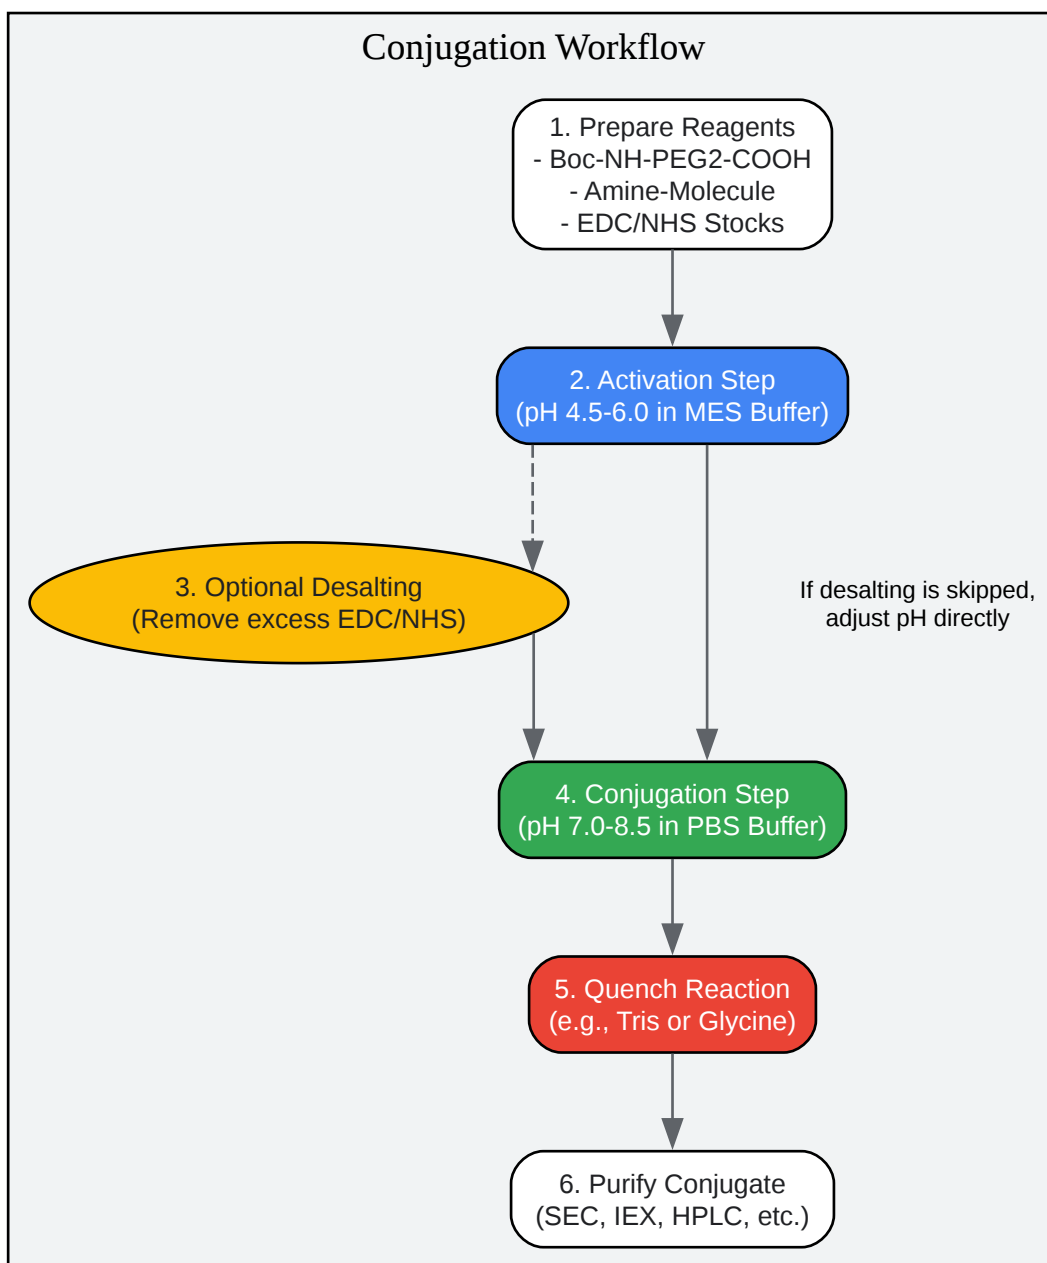 Conjugation Workflow
1. Prepare Reagents
- Boc-NH-PEG2-COOH
- Amine-Molecule
- EDC/NHS Stocks
2. Activation Step
(pH 4.5-6.0 in MES Buffer)
3. Optional Desalting
(Remove excess EDC/NHS)
If desalting is skipped,
adjust pH directly
4. Conjugation Step
(pH 7.0-8.5 in PBS Buffer)
5. Quench Reaction
(e.g., Tris or Glycine)
6. Purify Conjugate
(SEC, IEX, HPLC, etc.)